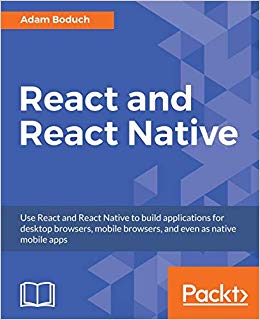 Adam Boduch
React and
React Native
Use React and React Native to build applications for
desktop browsers, mobile browsers, and even as native
mobile apps
Packt>